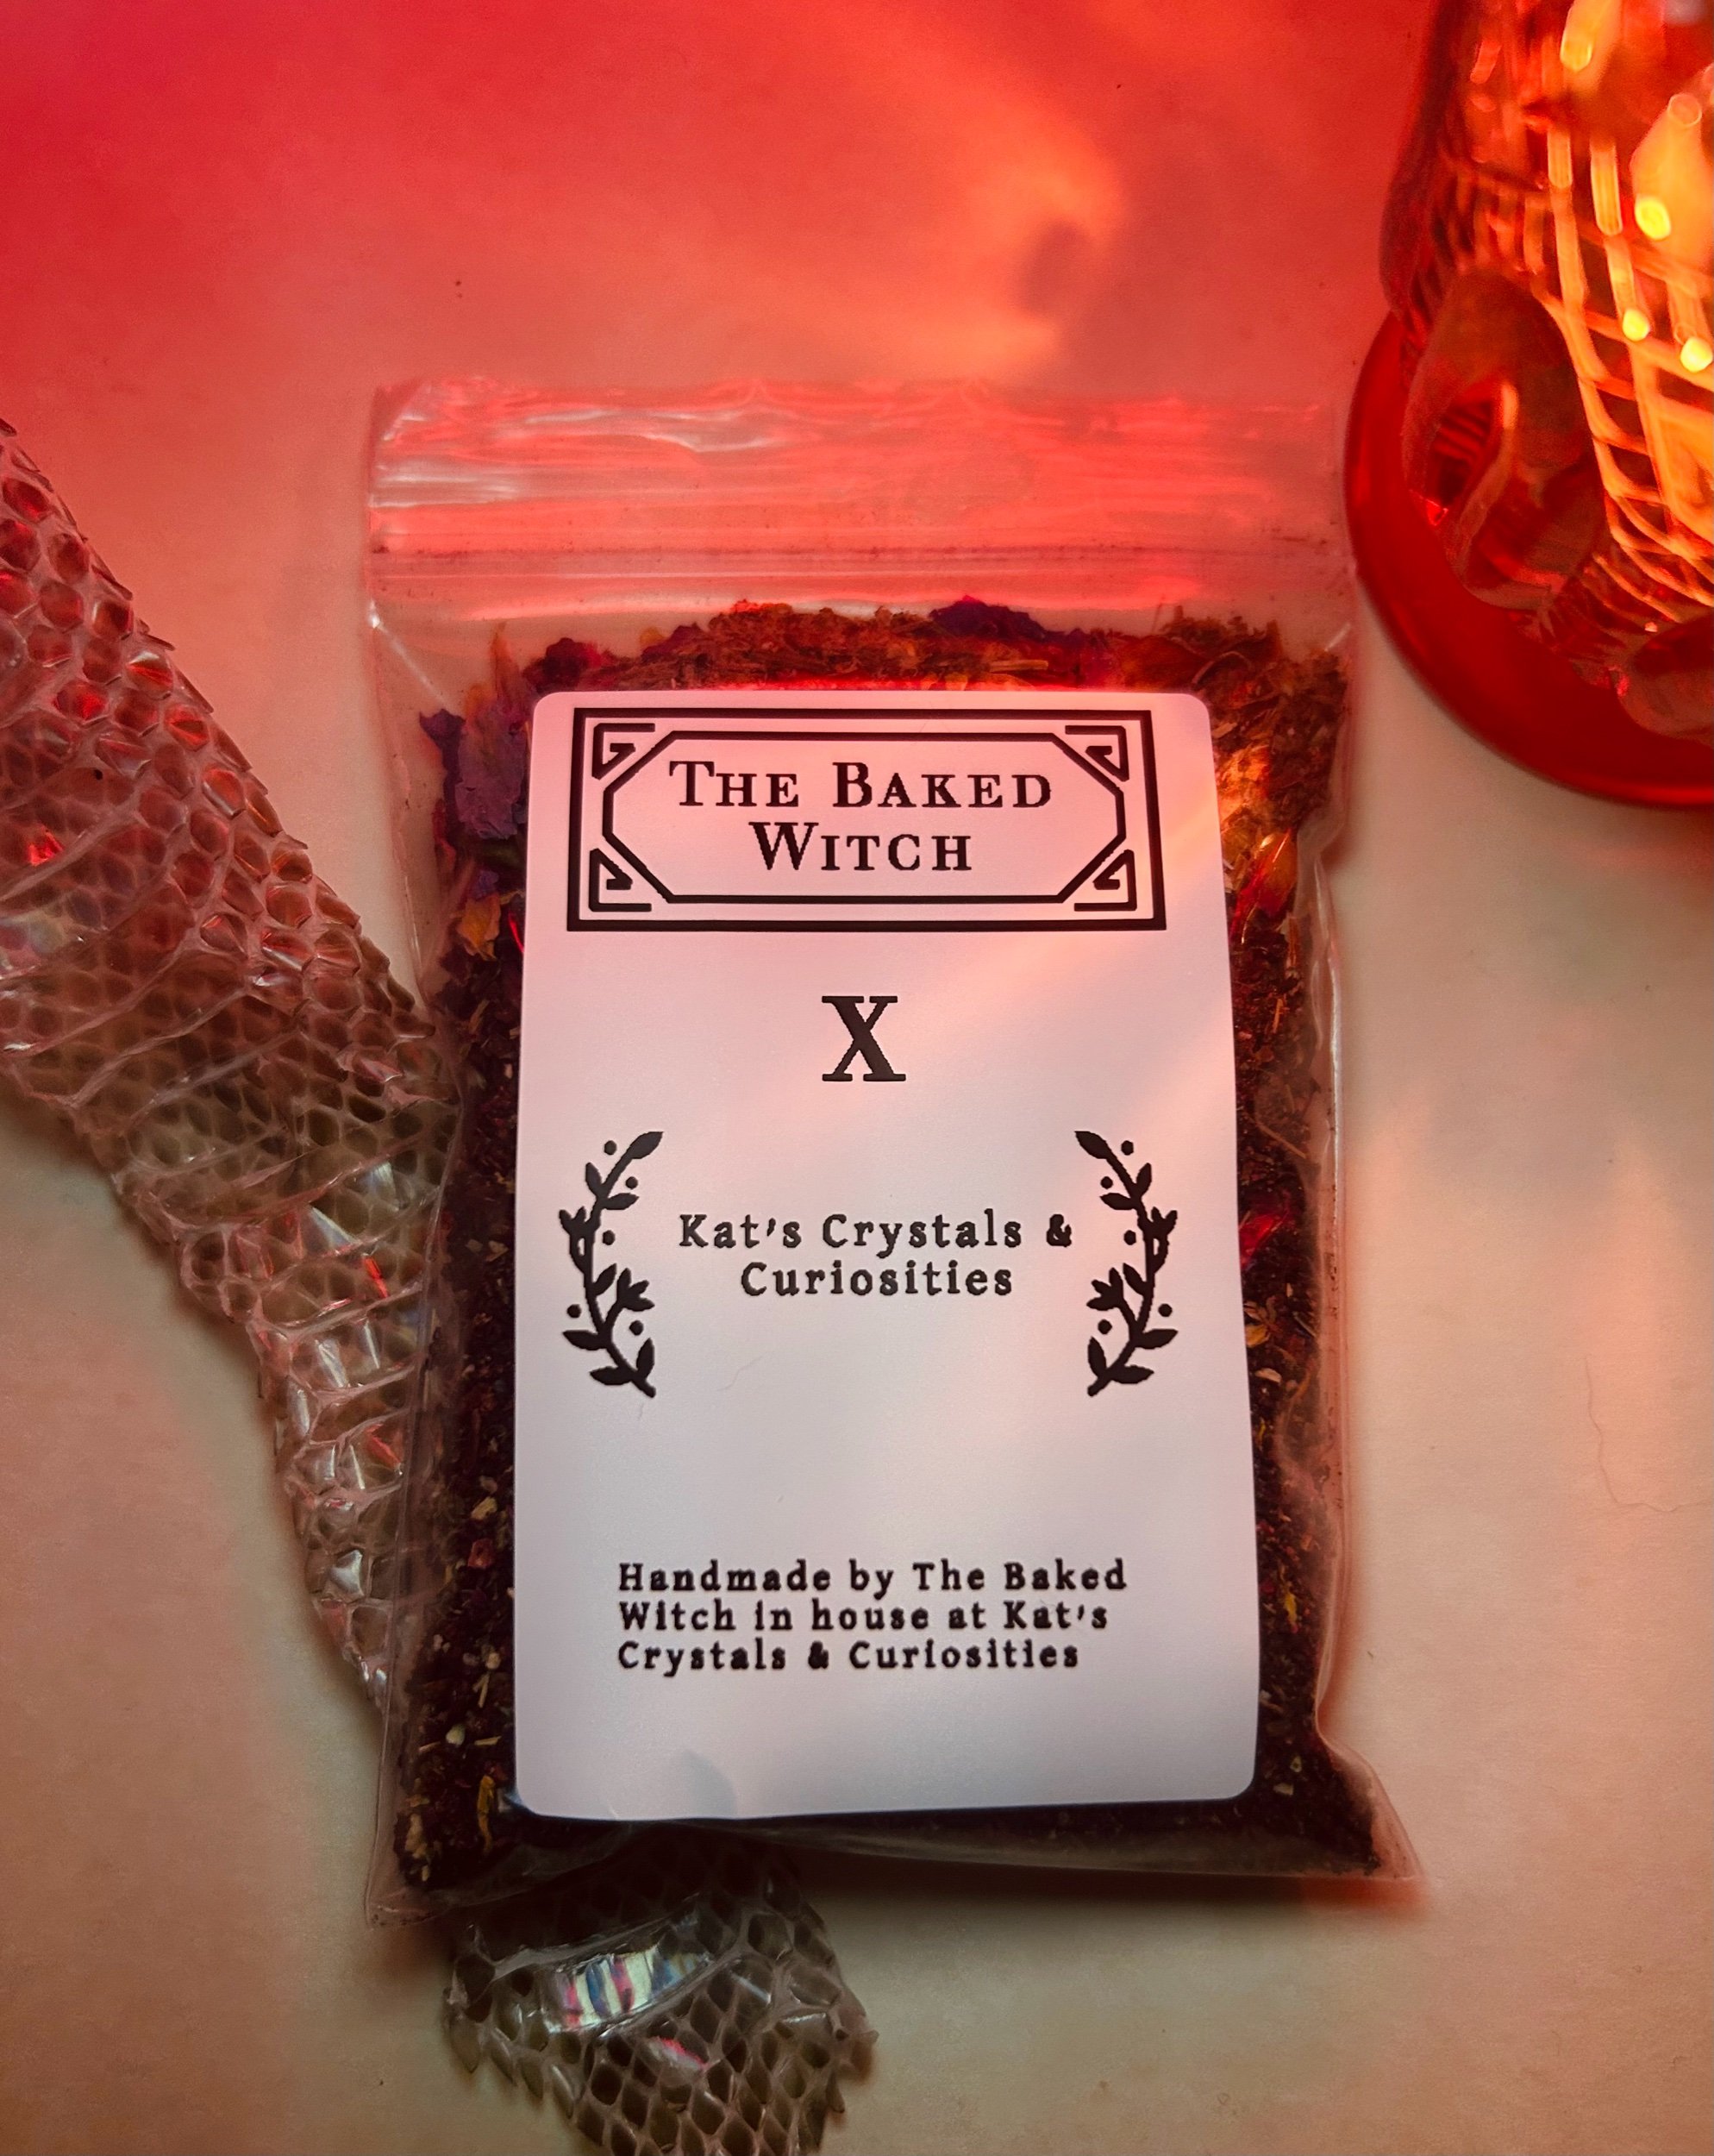 The Baked
Witch
X
Kat's Crystals &
Curiosities
Handmade by The Baked
Witch in house at Kat's
Crystals & Curiosities